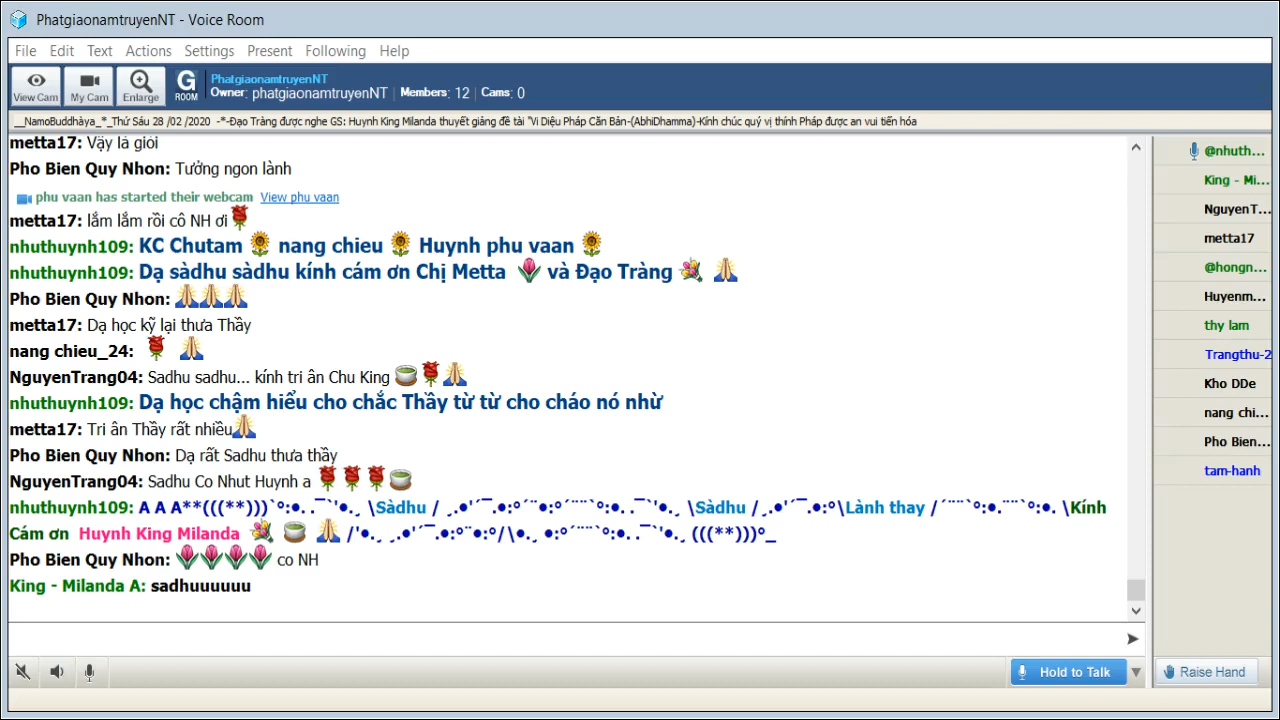 PhatgiaonamtruyenNT - Voice Room
File Edit Text Actions Settings Present Following Help
View Cam My Cam Enlarge G ROOM
PhatgiaonamtruyenNT
Owner: phatgiaonamtruyenNT Members: 12 Cams: 0
__NamoBuddhàya_*_Thứ Sáu 28 /02 /2020 -*-Đạo Tràng được nghe GS: Huynh King Milanda thuyết giảng đề tài "Vi Diệu Pháp Căn Bản-(AbhiDhamma)-Kính chúc quý vị thính Pháp được an vui tiến hóa
metta17: Vậy là giỏi
Pho Bien Quy Nhon: Tưởng ngon lành
phu vaan has started their webcam View phu vaan
metta17: lắm lắm rồi cô NH ơi🌹
nhuthuynh109: KC Chutam 🌻 nang chieu 🌻 Huynh phu vaan 🌻
nhuthuynh109: Dạ sàdhu sàdhu kính cám ơn Chị Metta 🌷 và Đạo Tràng 💐 🙏
Pho Bien Quy Nhon: 🙏🙏🙏
metta17: Dạ học kỹ lại thưa Thầy
nang chieu_24: 🌹 🙏
NguyenTrang04: Sadhu sadhu... kính tri ân Chu King 🍵🌹🙏
nhuthuynh109: Dạ học chậm hiểu cho chắc Thầy từ từ cho cháo nó nhừ
metta17: Tri ân Thầy rất nhiều🙏
Pho Bien Quy Nhon: Dạ rất Sadhu thưa thầy
NguyenTrang04: Sadhu Co Nhut Huynh a 🌹🌹🌹🍵
nhuthuynh109: A A A**(((**)))`°:•. .¯`'•.¸ \Sàdhu / ¸.•'´¯.•:°´¨°:•°´¨¨`°:•. .¯`'•.¸ \Sàdhu /¸.•'´¯.•:°\Lành thay /´¨¨`°:•.¨¨`°:•. \Kính
Cám ơn Huynh King Milanda 💐 🍵 🙏 /'•.¸ ¸.•'´¯.•:°¨•:°/\•.¸ •:°´¨¨`°:•. .¯`'•.¸ (((**)))°_
Pho Bien Quy Nhon: 🌷🌷🌷🌷 co NH
King - Milanda A: sadhuuuuuu
@nhuth...
King - Mi...
NguyenT...
metta17
@hongn...
Huyenm...
thy lam
Trangthu-2
Kho DDe
nang chi...
Pho Bien...
tam-hanh
Hold to Talk Raise Hand